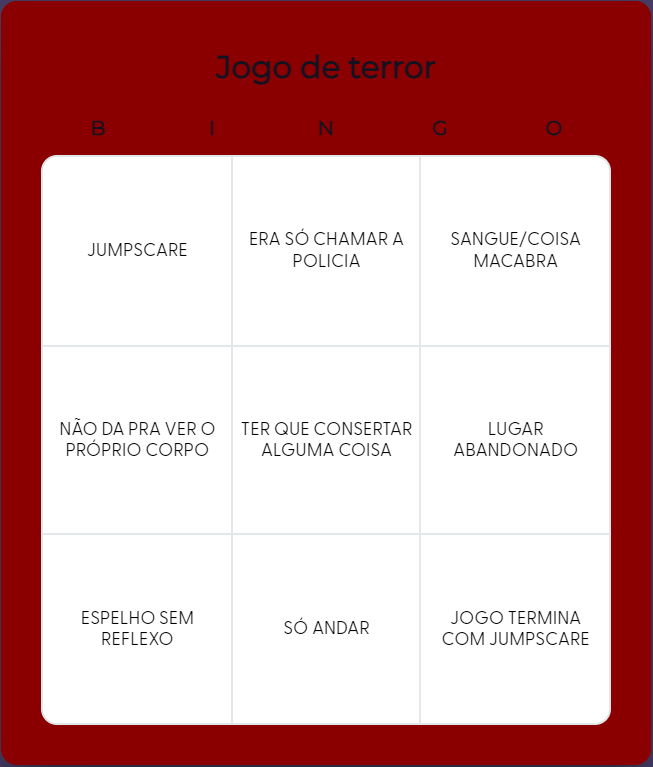 Jogo de terror
B I N G O
JUMPSCARE
ERA SÓ CHAMAR A
POLICIA
SANGUE/COISA
MACABRA
NÃO DA PRA VER O
PRÓPRIO CORPO
TER QUE CONSERTAR
ALGUMA COISA
LUGAR
ABANDONADO
ESPELHO SEM
REFLEXO
SÓ ANDAR
JOGO TERMINA
COM JUMPSCARE